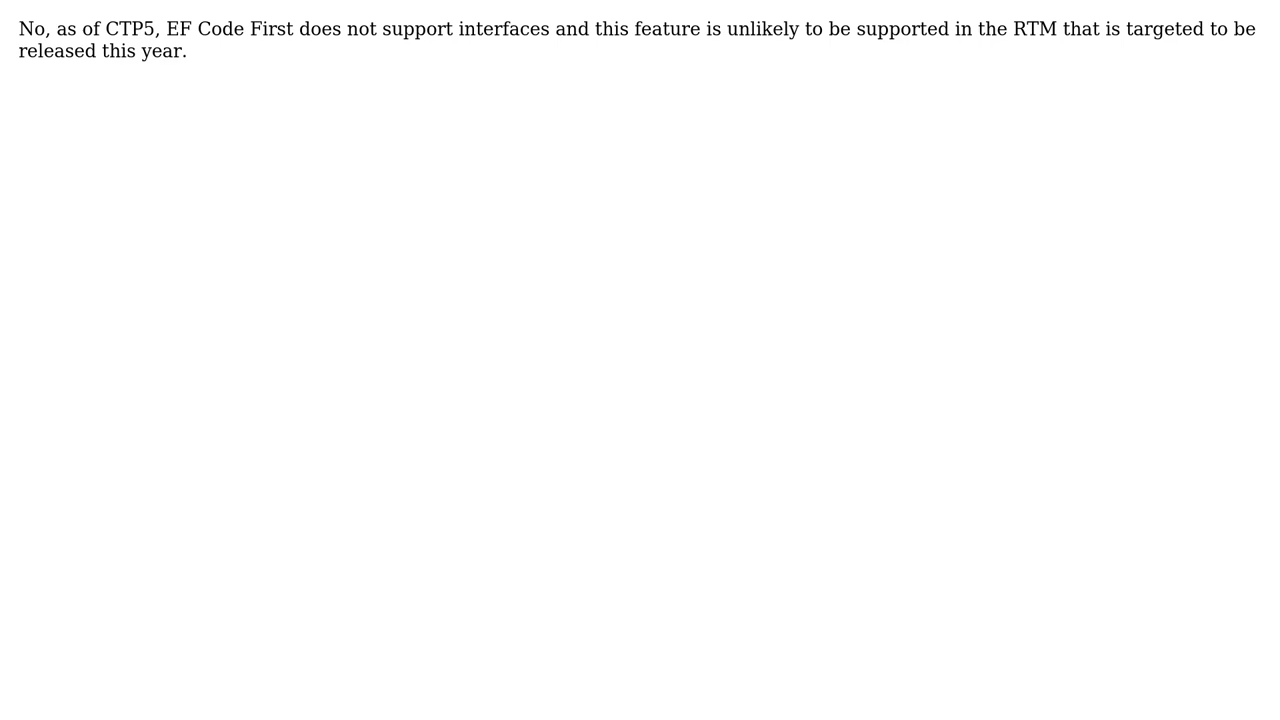 No, as of CTP5, EF Code First does not support interfaces and this feature is unlikely to be supported in the RTM that is targeted to be
released this year.